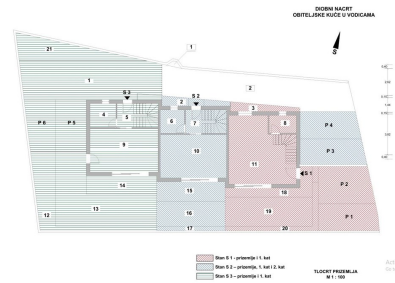 DIOBNI NACRT
OBITELJSKE KUĆE U VODICAMA
S
21
1
1
2
S 3
S 2
2
3
4
5
6
7
8
P 6
P 5
P 4
9
10
11
P 3
S 1
P 2
14
15
18
12
13
16
19
P 1
17
20
Stan S 1 - prizemlje i 1. kat
Stan S 2 – prizemlje, 1, kat i 2. kat
Stan S 3 – prizemlje i 1. kat
TLOCRT PRIZEMLJA
M 1 : 100